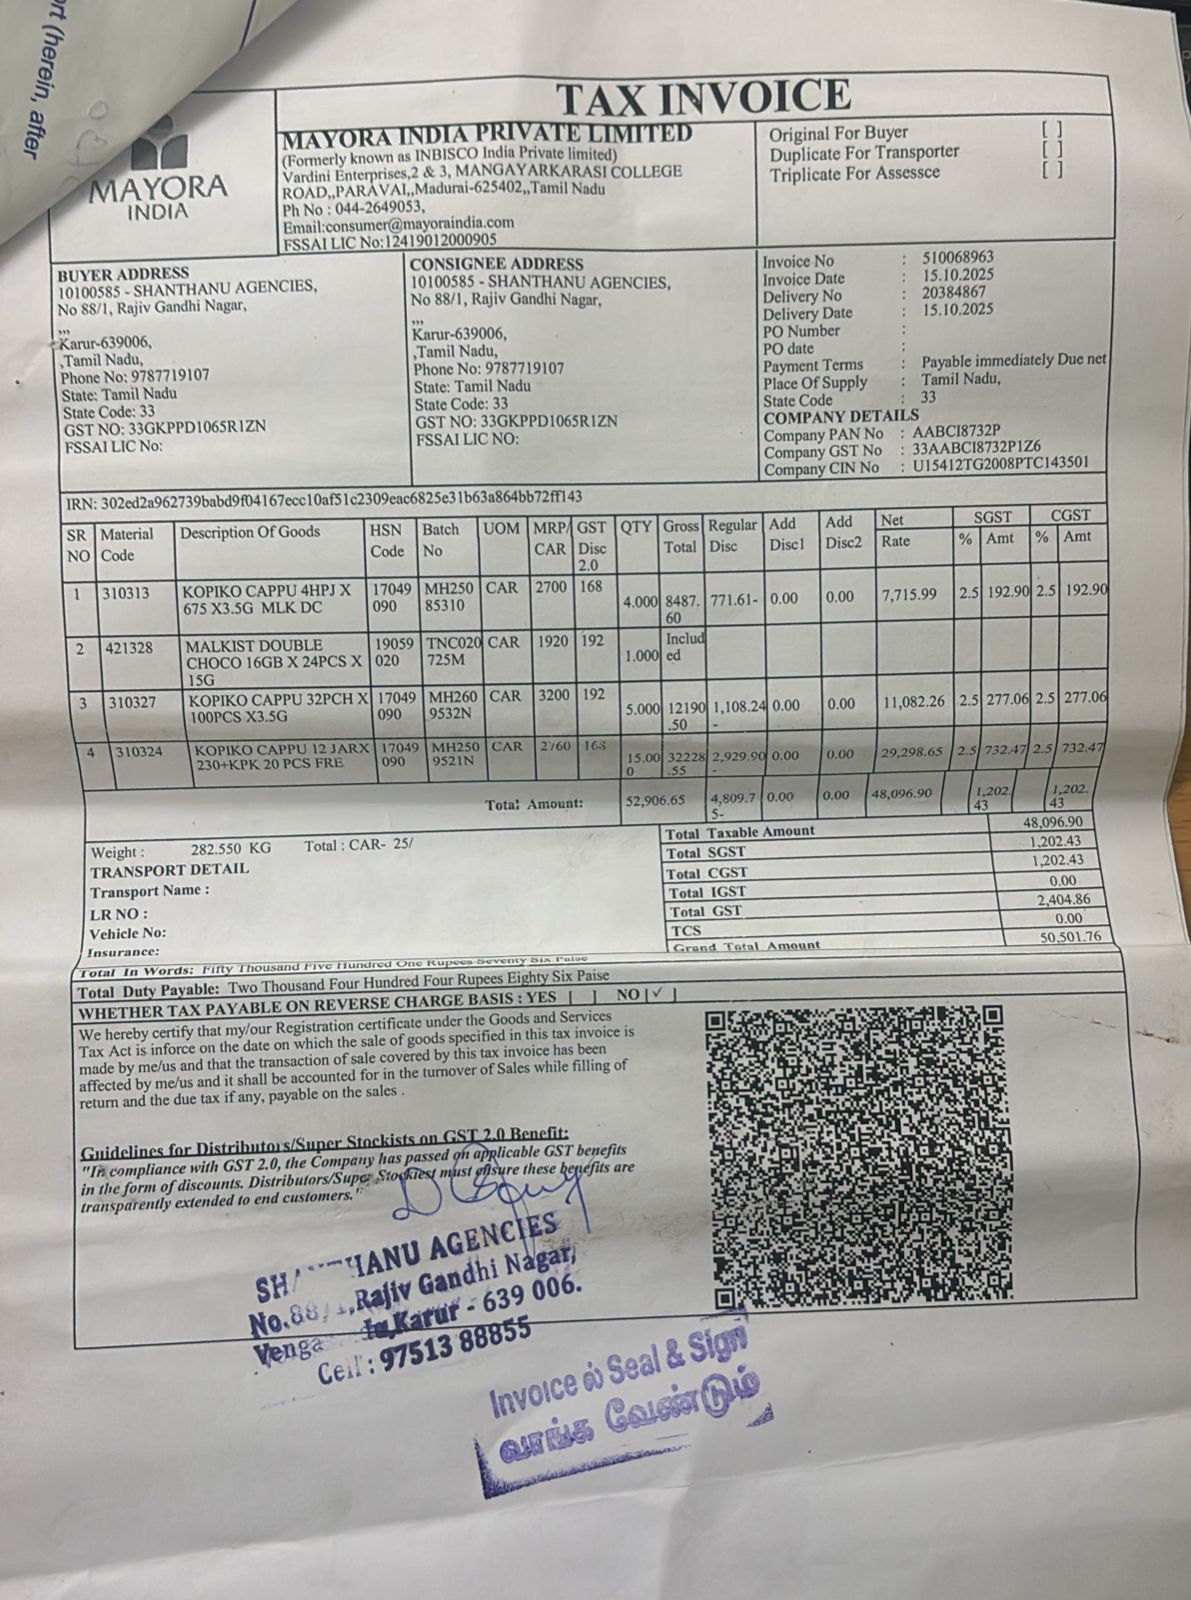 rt (herein, after
TAX INVOICE
MAYORA
INDIA
MAYORA INDIA PRIVATE LIMITED
(Formerly known as INBISCO India Private limited)
Vardini Enterprises,2 & 3, MANGAYARKARASI COLLEGE
ROAD,,PARAVAI,,Madurai-625402,,Tamil Nadu
Ph No : 044-2649053,
Email:consumer@mayoraindia.com
FSSAI LIC No:12419012000905
Original For Buyer [ ]
Duplicate For Transporter [ ]
Triplicate For Assessce [ ]
BUYER ADDRESS
10100585 - SHANTHANU AGENCIES,
No 88/1, Rajiv Gandhi Nagar,
,,,
Karur-639006,
,Tamil Nadu,
Phone No: 9787719107
State: Tamil Nadu
State Code: 33
GST NO: 33GKPPD1065R1ZN
FSSAI LIC No:
CONSIGNEE ADDRESS
10100585 - SHANTHANU AGENCIES,
No 88/1, Rajiv Gandhi Nagar,
,,,
Karur-639006,
,Tamil Nadu,
Phone No: 9787719107
State: Tamil Nadu
State Code: 33
GST NO: 33GKPPD1065R1ZN
FSSAI LIC NO:
Invoice No : 510068963
Invoice Date : 15.10.2025
Delivery No : 20384867
Delivery Date : 15.10.2025
PO Number :
PO date :
Payment Terms : Payable immediately Due net
Place Of Supply : Tamil Nadu,
State Code : 33
COMPANY DETAILS
Company PAN No : AABCI8732P
Company GST No : 33AABCI8732P1Z6
Company CIN No : U15412TG2008PTC143501
IRN: 302ed2a962739babd9f04167ecc10af51c2309eac6825e31b63a864bb72ff143
SR NO Material Code Description Of Goods HSN Code Batch No UOM MRP/CAR GST Disc 2.0 QTY Gross Total Regular Disc Add Disc1 Add Disc2 Net Rate SGST % Amt CGST % Amt
1 310313 KOPIKO CAPPU 4HPJ X 675 X3.5G MLK DC 17049090 MH25085310 CAR 2700 168 4.000 8487.60 771.61- 0.00 0.00 7,715.99 2.5 192.90 2.5 192.90
2 421328 MALKIST DOUBLE CHOCO 16GB X 24PCS X 15G 19059020 TNC020725M CAR 1920 192 1.000 Included
3 310327 KOPIKO CAPPU 32PCH X 100PCS X3.5G 17049090 MH2609532N CAR 3200 192 5.000 12190.50 1,108.24- 0.00 0.00 11,082.26 2.5 277.06 2.5 277.06
4 310324 KOPIKO CAPPU 12 JARX 230+KPK 20 PCS FRE 17049090 MH2509521N CAR 2760 168 15.000 32228.55 2,929.90- 0.00 0.00 29,298.65 2.5 732.47 2.5 732.47
Total Amount: 52,906.65 4,809.75- 0.00 0.00 48,096.90 1,202.43 1,202.43
Weight : 282.550 KG Total : CAR- 25/
TRANSPORT DETAIL
Transport Name :
LR NO :
Vehicle No:
Insurance:
Total Taxable Amount 48,096.90
Total SGST 1,202.43
Total CGST 1,202.43
Total IGST 0.00
Total GST 2,404.86
TCS 0.00
Grand Total Amount 50,501.76
Total In Words: Fifty Thousand Five Hundred One Rupees Seventy Six Paise
Total Duty Payable: Two Thousand Four Hundred Four Rupees Eighty Six Paise
WHETHER TAX PAYABLE ON REVERSE CHARGE BASIS : YES [ ] NO [✓ ]
We hereby certify that my/our Registration certificate under the Goods and Services
Tax Act is inforce on the date on which the sale of goods specified in this tax invoice is
made by me/us and that the transaction of sale covered by this tax invoice has been
affected by me/us and it shall be accounted for in the turnover of Sales while filling of
return and the due tax if any, payable on the sales .
Guidelines for Distributors/Super Stockists on GST 2.0 Benefit:
"In compliance with GST 2.0, the Company has passed on applicable GST benefits
in the form of discounts. Distributors/Super Stockiest must ensure these benefits are
transparently extended to end customers."
AGENCIES
No.88/1,Rajiv Gandhi Nagar,
Karur - 639 006.
Cell : 97513 88855
Invoice ல் Seal & Sign
வாங்க வேண்டும்